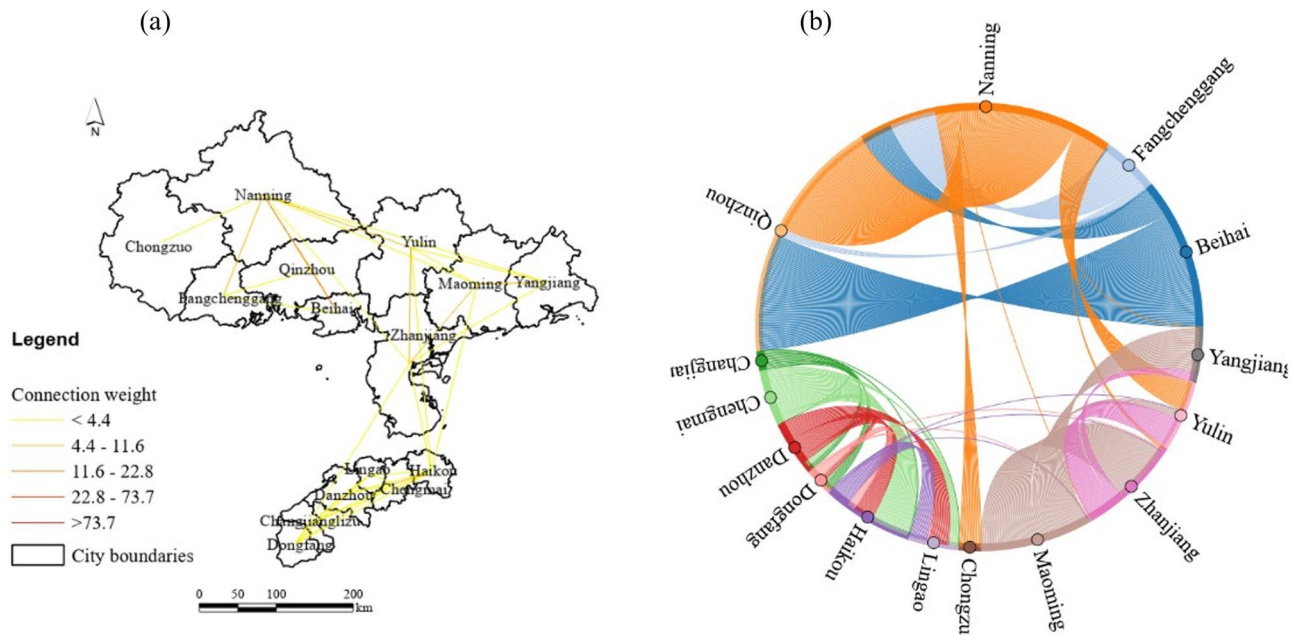 (a)
(b)
N
Nanning
Chongzuo
Yulin
Qinzhou
Maoming
Yangjiang
Fangchenggang
Beihai
Zhanjiang
Legend
Connection weight
< 4.4
4.4 - 11.6
11.6 - 22.8
22.8 - 73.7
>73.7
City boundaries
Lingao
Haikou
Chengmai
Danzhou
Changjianglizu
Dongfang
0 50 100 200
km
Nanning
Fangchenggang
Beihai
Yangjiang
Yulin
Zhanjiang
Maoming
Chongzu
Lingao
Haikou
Dongfang
Danzhou
Chengmai
Changjiar
Qinzhou